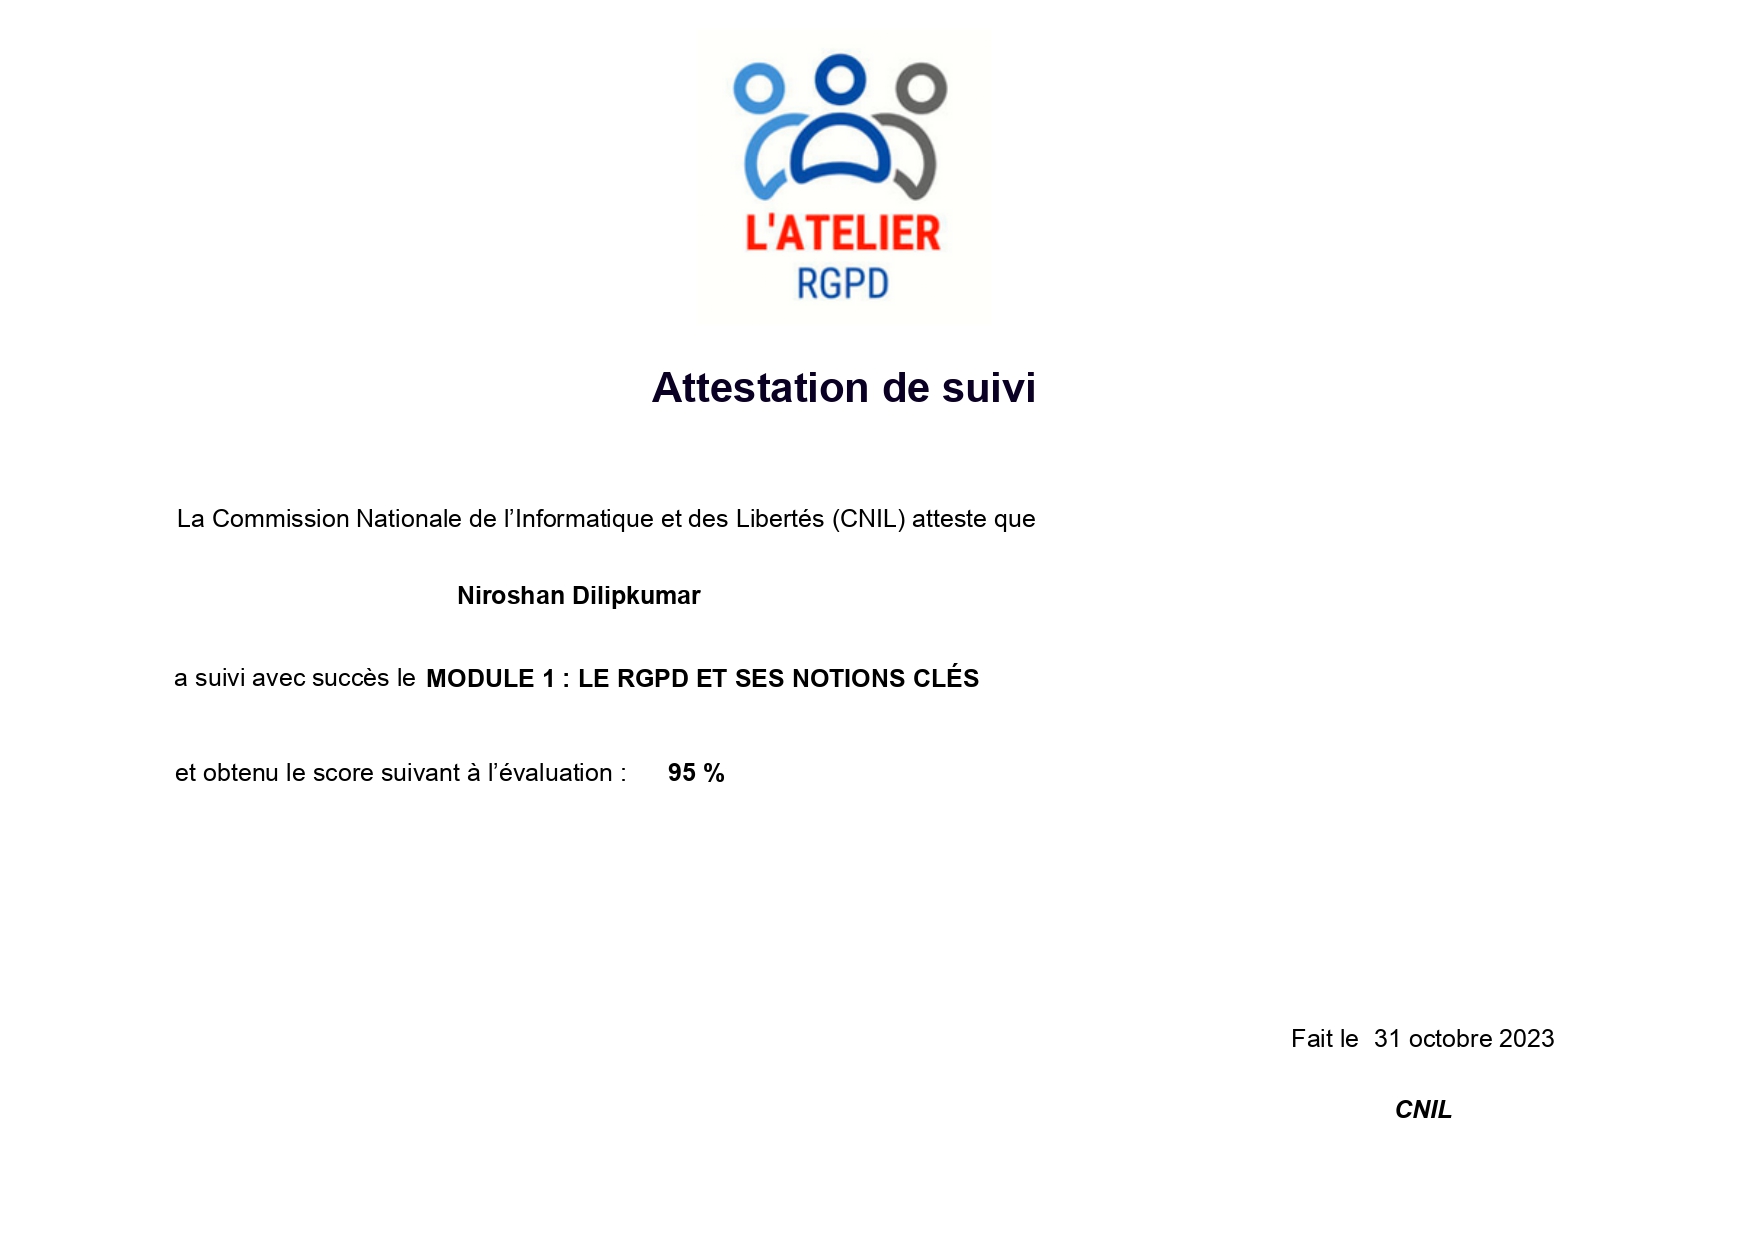 L'ATELIER
RGPD
Attestation de suivi
La Commission Nationale de l’Informatique et des Libertés (CNIL) atteste que
Niroshan Dilipkumar
a suivi avec succès le MODULE 1 : LE RGPD ET SES NOTIONS CLÉS
et obtenu le score suivant à l’évaluation : 95 %
Fait le 31 octobre 2023
CNIL